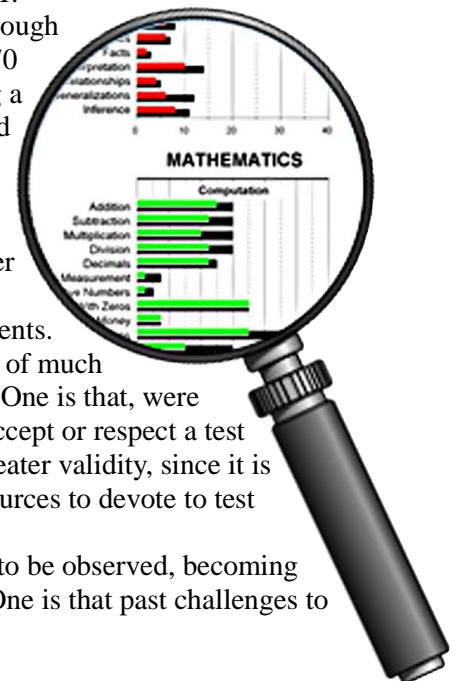 ough
Facts
pretation
elationships
eneralizations
Inference
0 10 20 30 40
MATHEMATICS
Computation
Addition
Subtraction
Multiplication
Division
Decimals
Measurement
ve Numbers
With Zeros
Money
er
ents.
of much
One is that, were
ccept or respect a test
eater validity, since it is
urces to devote to test
to be observed, becoming
One is that past challenges to